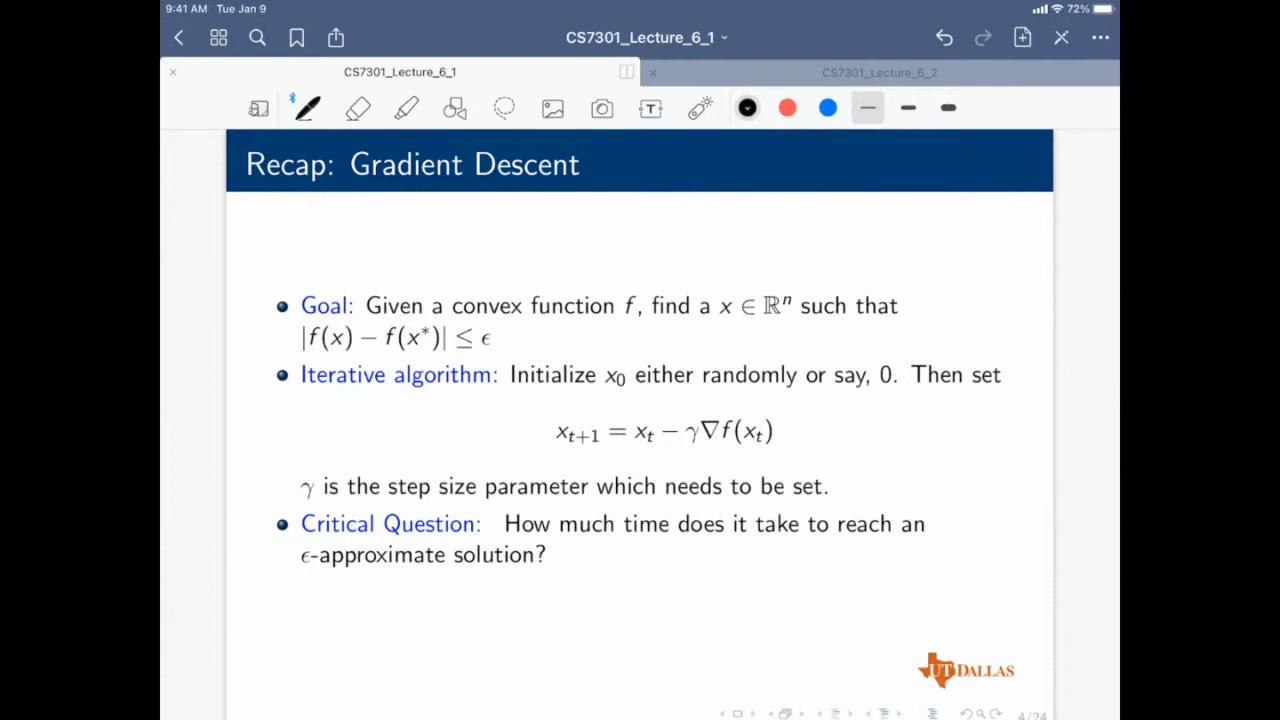 9:41 AM Tue Jan 9
72%
CS7301_Lecture_6_1
CS7301_Lecture_6_1
CS7301_Lecture_6_2
T
Recap: Gradient Descent
Goal: Given a convex function f, find a x ∈ ℝⁿ such that
|f(x) − f(x*)| ≤ ϵ
Iterative algorithm: Initialize x₀ either randomly or say, 0. Then set
xₜ₊₁ = xₜ − γ∇f(xₜ)
γ is the step size parameter which needs to be set.
Critical Question: How much time does it take to reach an
ϵ-approximate solution?
UT DALLAS
4/24